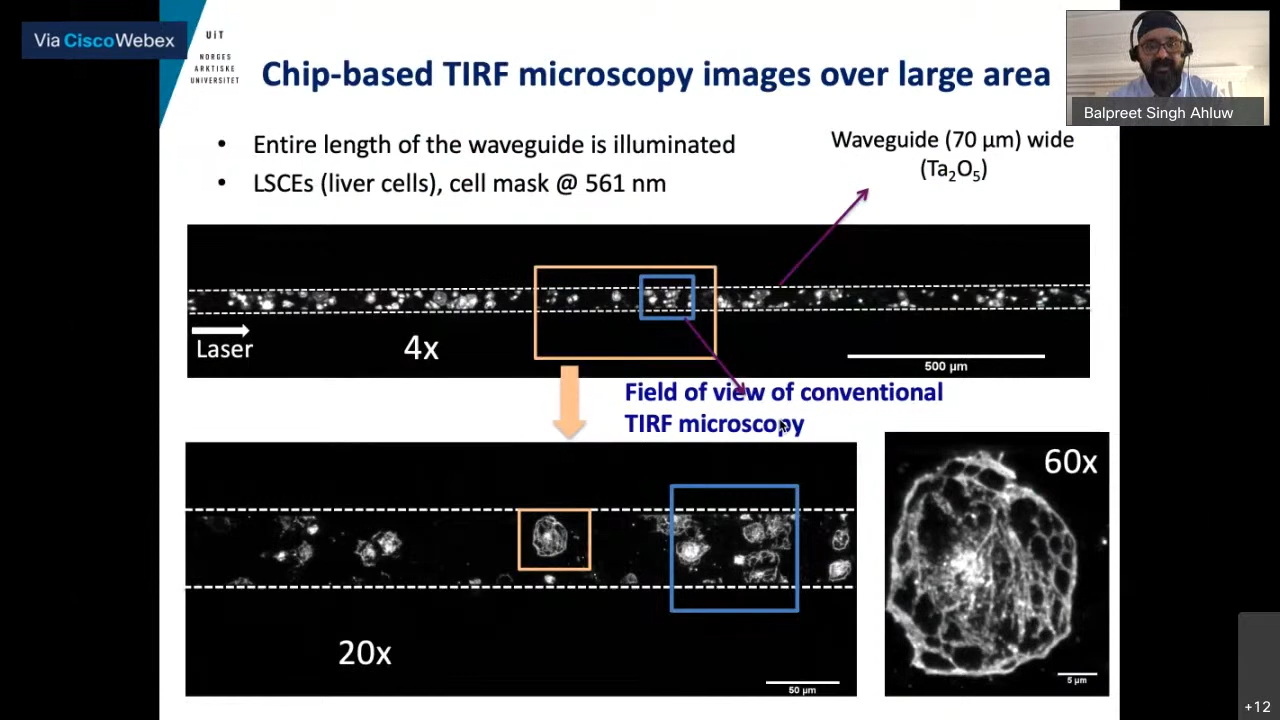 Via Cisco Webex
UiT
NORGES
ARKTISKE
UNIVERSITET
Chip-based TIRF microscopy images over large area
Balpreet Singh Ahluw
• Entire length of the waveguide is illuminated
• LSCEs (liver cells), cell mask @ 561 nm
Waveguide (70 µm) wide
(Ta₂O₅)
Laser
4x
500 µm
Field of view of conventional
TIRF microscopy
20x
50 µm
60x
5 µm
+12